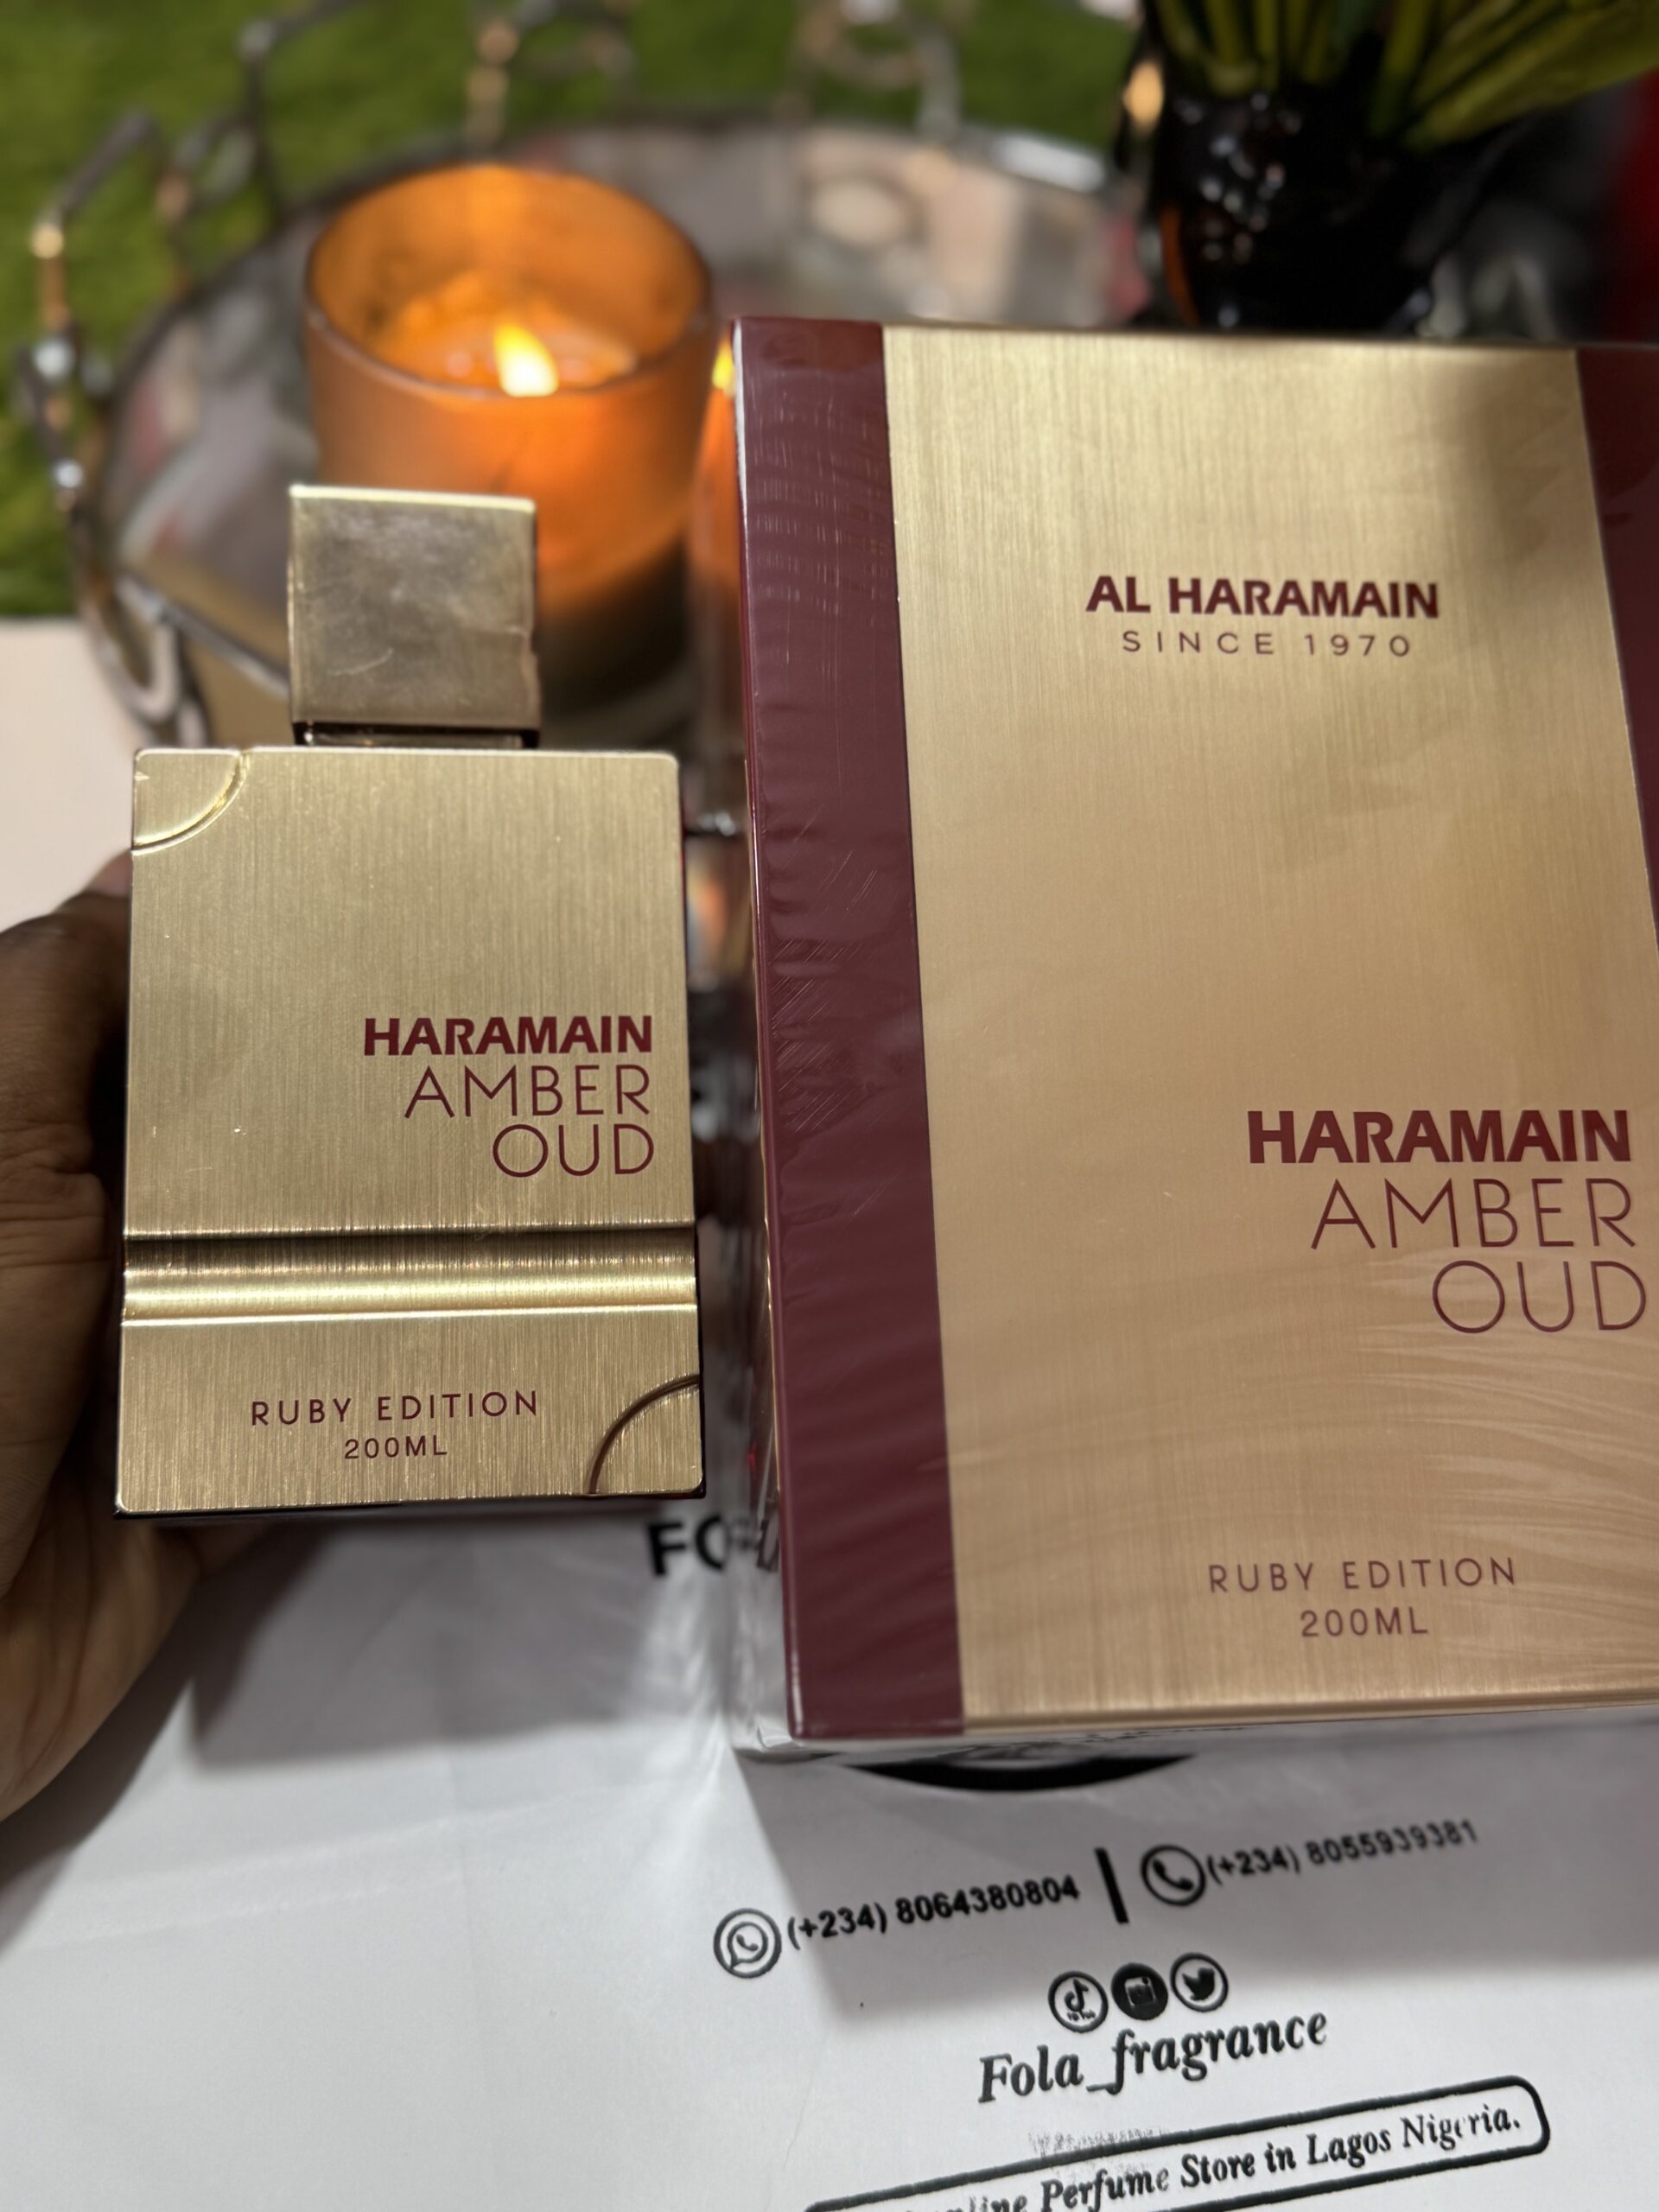 HARAMAIN
AMBER
OUD
RUBY EDITION
200ML
AL HARAMAIN
SINCE 1970
HARAMAIN
AMBER
OUD
RUBY EDITION
200ML
(+234) 8064380804 | (+234) 8055939381
Fola_fragrance
Perfume Store in Lagos Nigeria.